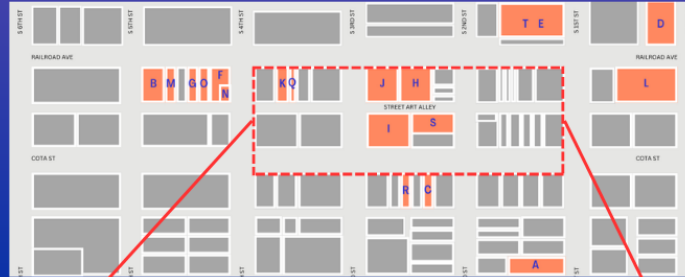 S 6TH ST
S 5TH ST
S 4TH ST
S 3RD ST
S 2ND ST
S 1ST ST
T E
D
RAILROAD AVE
RAILROAD AVE
B M G O F
N
K Q
J H
L
STREET ART ALLEY
I S
COTA ST
COTA ST
R C
A